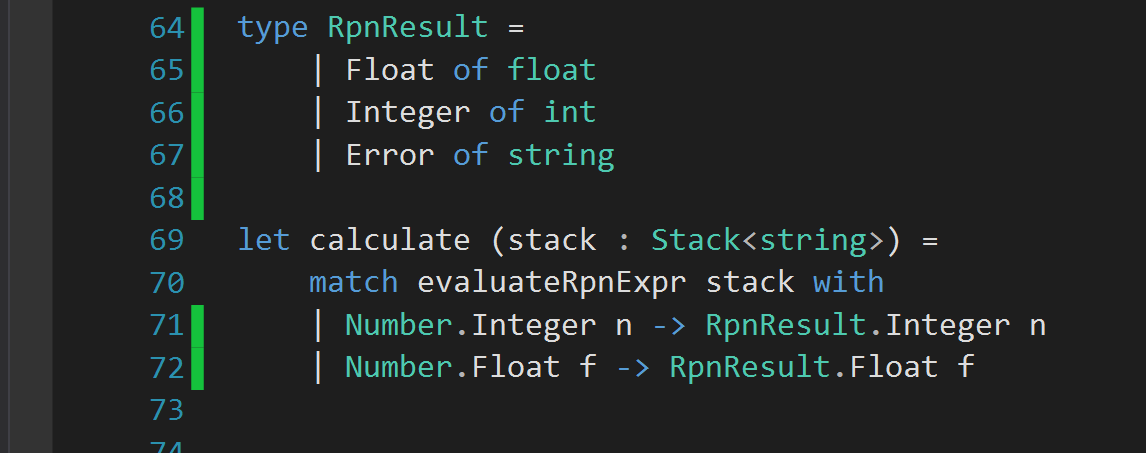 64 type RpnResult =
65     | Float of float
66     | Integer of int
67     | Error of string
68
69 let calculate (stack : Stack<string>) =
70     match evaluateRpnExpr stack with
71     | Number.Integer n -> RpnResult.Integer n
72     | Number.Float f -> RpnResult.Float f
73
74